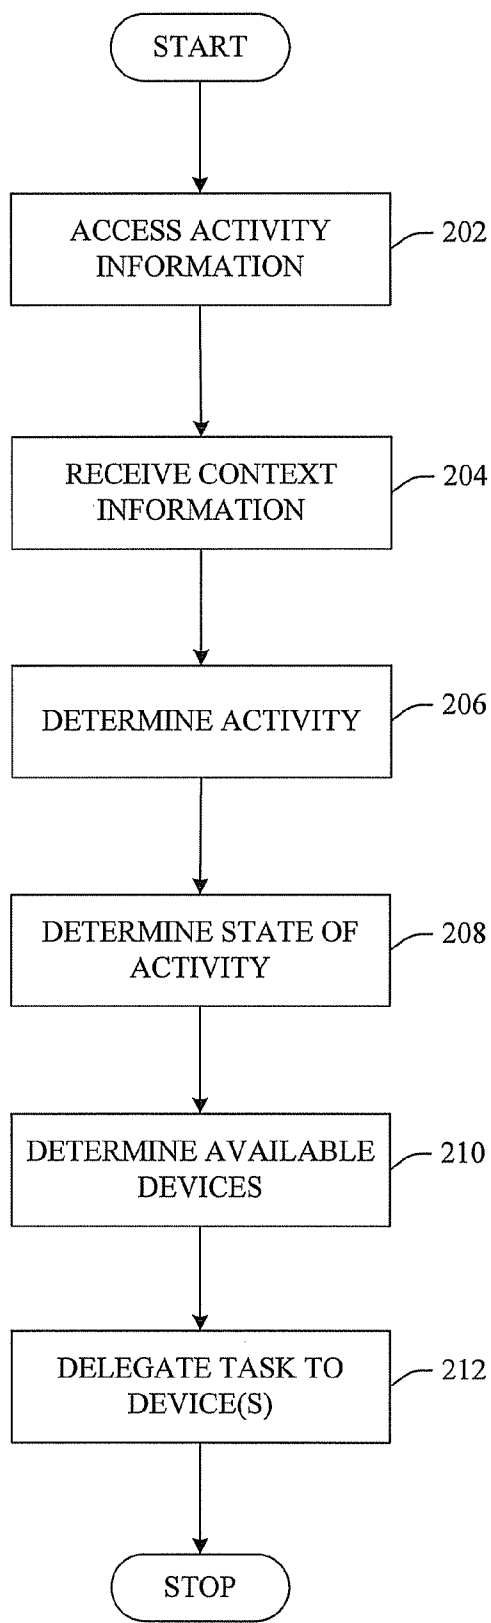 START
ACCESS ACTIVITY
INFORMATION
202
RECEIVE CONTEXT
INFORMATION
204
DETERMINE ACTIVITY
206
DETERMINE STATE OF
ACTIVITY
208
DETERMINE AVAILABLE
DEVICES
210
DELEGATE TASK TO
DEVICE(S)
212
STOP